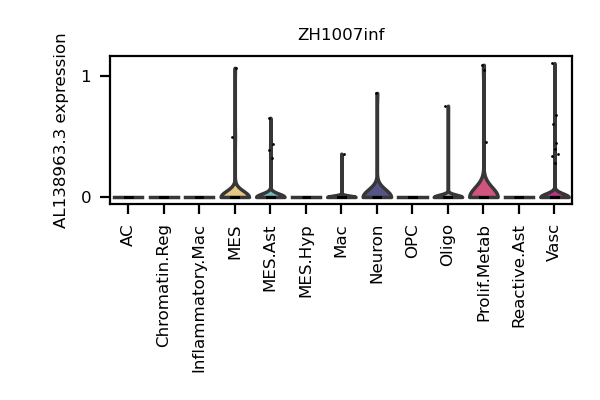 ZH1007inf
AL138963.3 expression
1
0
AC
Chromatin.Reg
Inflammatory.Mac
MES
MES.Ast
MES.Hyp
Mac
Neuron
OPC
Oligo
Prolif.Metab
Reactive.Ast
Vasc